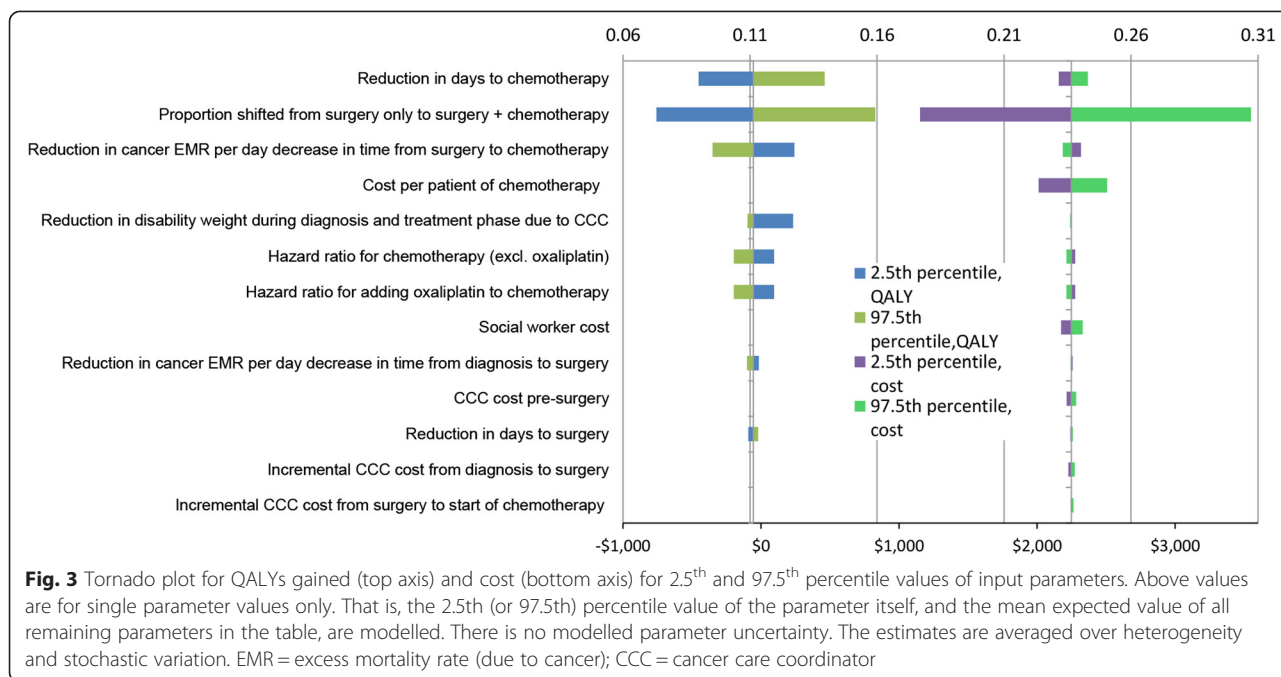 0.06 0.11 0.16 0.21 0.26 0.31
Reduction in days to chemotherapy
Proportion shifted from surgery only to surgery + chemotherapy
Reduction in cancer EMR per day decrease in time from surgery to chemotherapy
Cost per patient of chemotherapy
Reduction in disability weight during diagnosis and treatment phase due to CCC
Hazard ratio for chemotherapy (excl. oxaliplatin)
Hazard ratio for adding oxaliplatin to chemotherapy
Social worker cost
Reduction in cancer EMR per day decrease in time from diagnosis to surgery
CCC cost pre-surgery
Reduction in days to surgery
Incremental CCC cost from diagnosis to surgery
Incremental CCC cost from surgery to start of chemotherapy
2.5th percentile,
QALY
97.5th
percentile,QALY
2.5th percentile,
cost
97.5th percentile,
cost
-$1,000 $0 $1,000 $2,000 $3,000
Fig. 3 Tornado plot for QALYs gained (top axis) and cost (bottom axis) for 2.5th and 97.5th percentile values of input parameters. Above values
are for single parameter values only. That is, the 2.5th (or 97.5th) percentile value of the parameter itself, and the mean expected value of all
remaining parameters in the table, are modelled. There is no modelled parameter uncertainty. The estimates are averaged over heterogeneity
and stochastic variation. EMR = excess mortality rate (due to cancer); CCC = cancer care coordinator